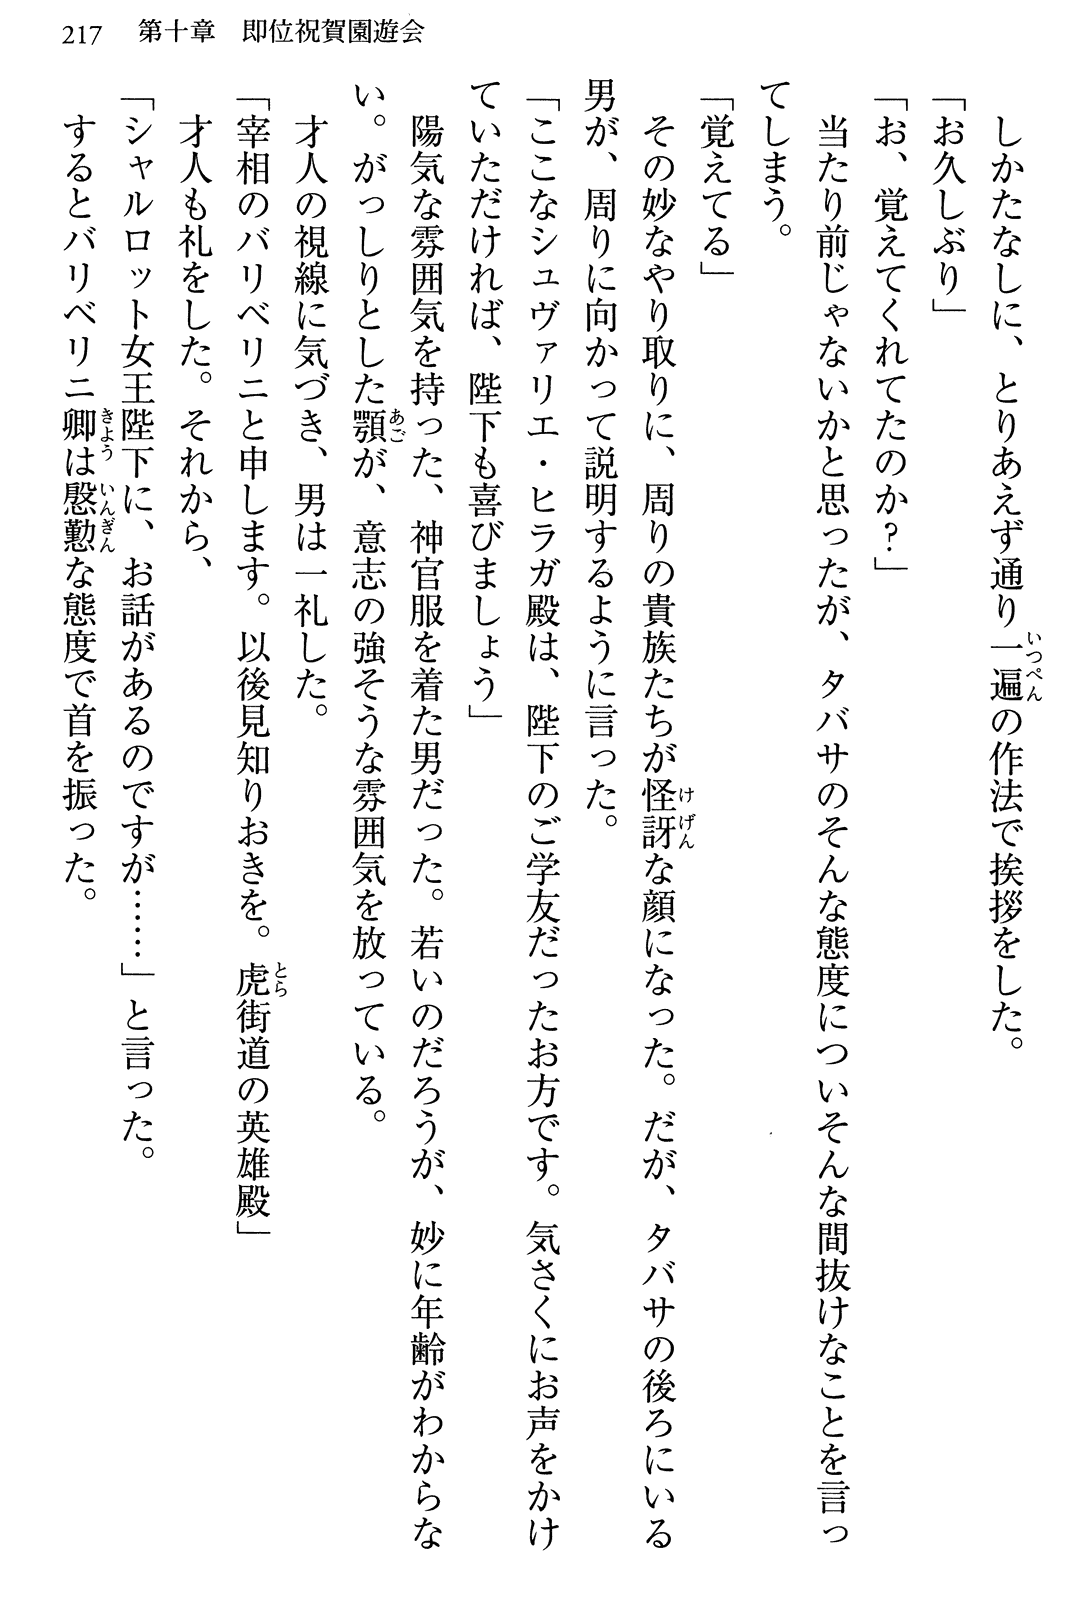 217　第十章　即位祝賀園遊会
　しかたなしに、とりあえず通り一遍の作法で挨拶をした。
「お久しぶり」
「お、覚えてくれてたのか？」
　当たり前じゃないかと思ったが、タバサのそんな態度についそんな間抜けなことを言っ
てしまう。
「覚えてる」
　その妙なやり取りに、周りの貴族たちが怪訝な顔になった。だが、タバサの後ろにいる
男が、周りに向かって説明するように言った。
「ここなシュヴァリエ・ヒラガ殿は、陛下のご学友だったお方です。気さくにお声をかけ
ていただければ、陛下も喜びましょう」
　陽気な雰囲気を持った、神官服を着た男だった。若いのだろうが、妙に年齢がわからな
い。がっしりとした顎が、意志の強そうな雰囲気を放っている。
　才人の視線に気づき、男は一礼した。
「宰相のバリベリニと申します。以後見知りおきを。虎街道の英雄殿」
　才人も礼をした。それから、
「シャルロット女王陛下に、お話があるのですが……」と言った。
　するとバリベリニ卿は慇懃な態度で首を振った。